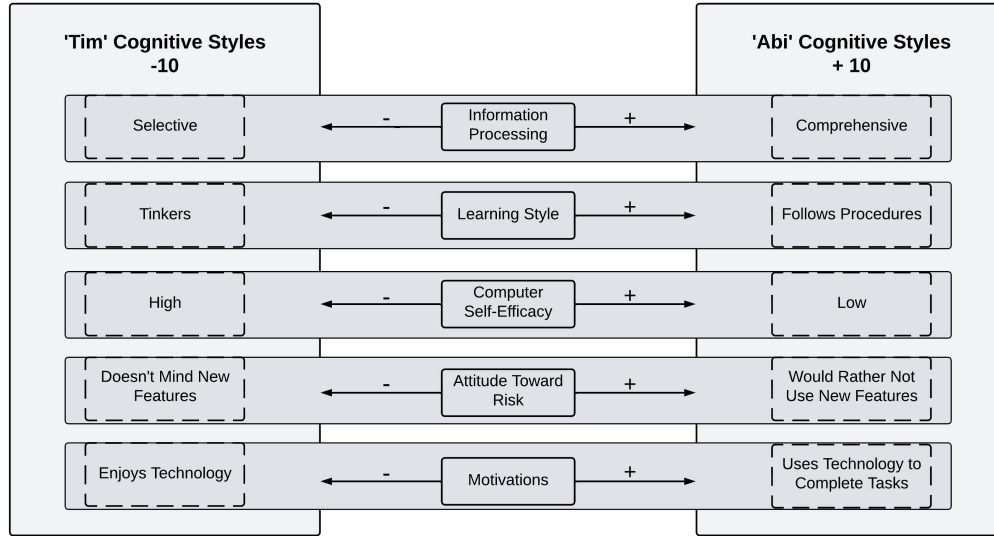 'Tim' Cognitive Styles
-10
'Abi' Cognitive Styles
+ 10
Selective
-
Information
Processing
+
Comprehensive
Tinkers
-
Learning Style
+
Follows Procedures
High
-
Computer
Self-Efficacy
+
Low
Doesn't Mind New
Features
-
Attitude Toward
Risk
+
Would Rather Not
Use New Features
Enjoys Technology
-
Motivations
+
Uses Technology to
Complete Tasks